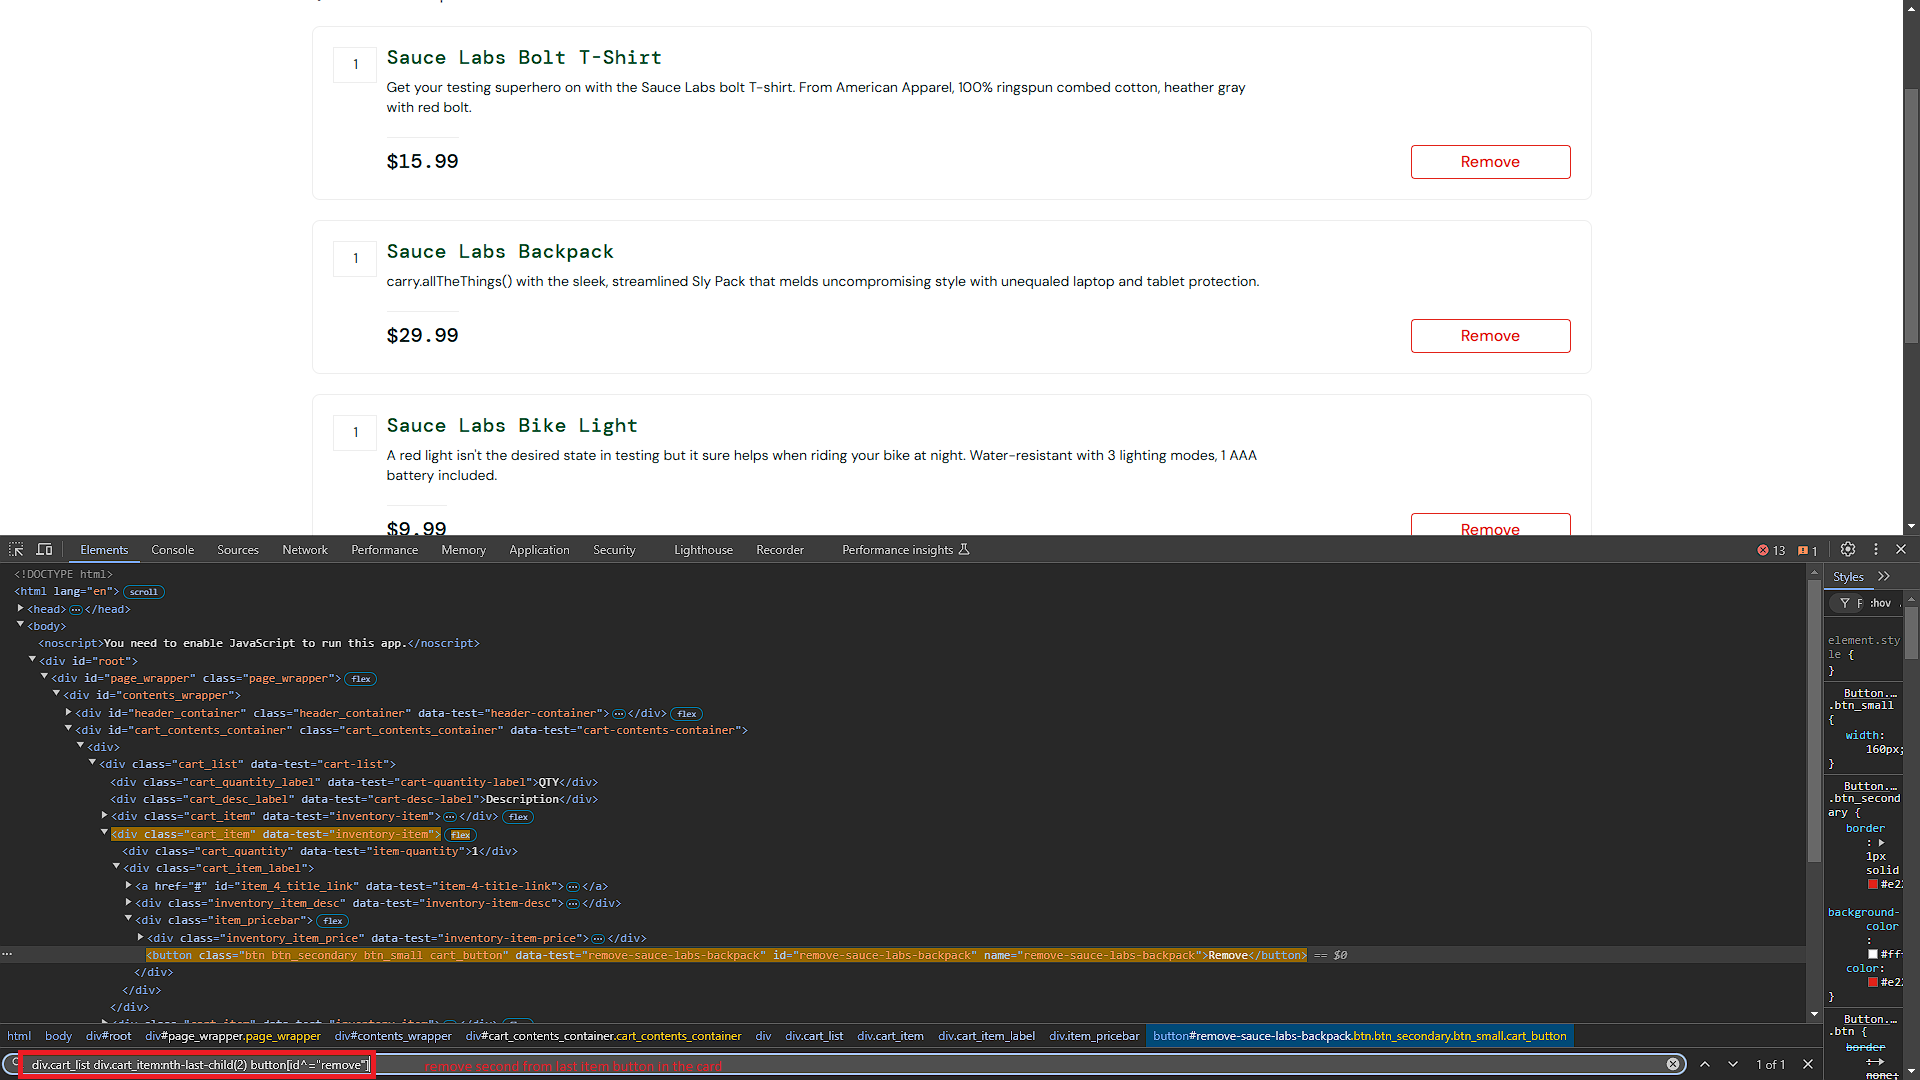 1
Sauce Labs Bolt T-Shirt
Get your testing superhero on with the Sauce Labs bolt T-shirt. From American Apparel, 100% ringspun combed cotton, heather gray
with red bolt.
$15.99
Remove
1
Sauce Labs Backpack
carry.allTheThings() with the sleek, streamlined Sly Pack that melds uncompromising style with unequaled laptop and tablet protection.
$29.99
Remove
1
Sauce Labs Bike Light
A red light isn't the desired state in testing but it sure helps when riding your bike at night. Water-resistant with 3 lighting modes, 1 AAA
battery included.
$9.99
Remove
Elements Console Sources Network Performance Memory Application Security Lighthouse Recorder Performance insights 13 1
<!DOCTYPE html>
<html lang="en"> scroll
<head> … </head>
<body>
<noscript>You need to enable JavaScript to run this app.</noscript>
<div id="root">
<div id="page_wrapper" class="page_wrapper"> flex
<div id="contents_wrapper">
<div id="header_container" class="header_container" data-test="header-container"> … </div> flex
<div id="cart_contents_container" class="cart_contents_container" data-test="cart-contents-container">
<div>
<div class="cart_list" data-test="cart-list">
<div class="cart_quantity_label" data-test="cart-quantity-label">QTY</div>
<div class="cart_desc_label" data-test="cart-desc-label">Description</div>
<div class="cart_item" data-test="inventory-item"> … </div> flex
<div class="cart_item" data-test="inventory-item"> flex
<div class="cart_quantity" data-test="item-quantity">1</div>
<div class="cart_item_label">
<a href="#" id="item_4_title_link" data-test="item-4-title-link"> … </a>
<div class="inventory_item_desc" data-test="inventory-item-desc"> … </div>
<div class="item_pricebar"> flex
<div class="inventory_item_price" data-test="inventory-item-price"> … </div>
… <button class="btn btn_secondary btn_small cart_button" data-test="remove-sauce-labs-backpack" id="remove-sauce-labs-backpack" name="remove-sauce-labs-backpack">Remove</button> == $0
</div>
</div>
</div>
Styles
F :hov .
element.sty
le {
}
Button.…
.btn_small
{
width:
160px;
}
Button.…
.btn_second
ary {
border
:
1px
solid
#e2
background-
color
:
#ff
color:
#e2
}
Button.…
.btn {
border
:
none;
html body div#root div#page_wrapper.page_wrapper div#contents_wrapper div#cart_contents_container.cart_contents_container div div.cart_list div.cart_item div.cart_item_label div.item_pricebar button#remove-sauce-labs-backpack.btn.btn_secondary.btn_small.cart_button
div.cart_list div.cart_item:nth-last-child(2) button[id^="remove"] remove second from last item button in the card 1 of 1